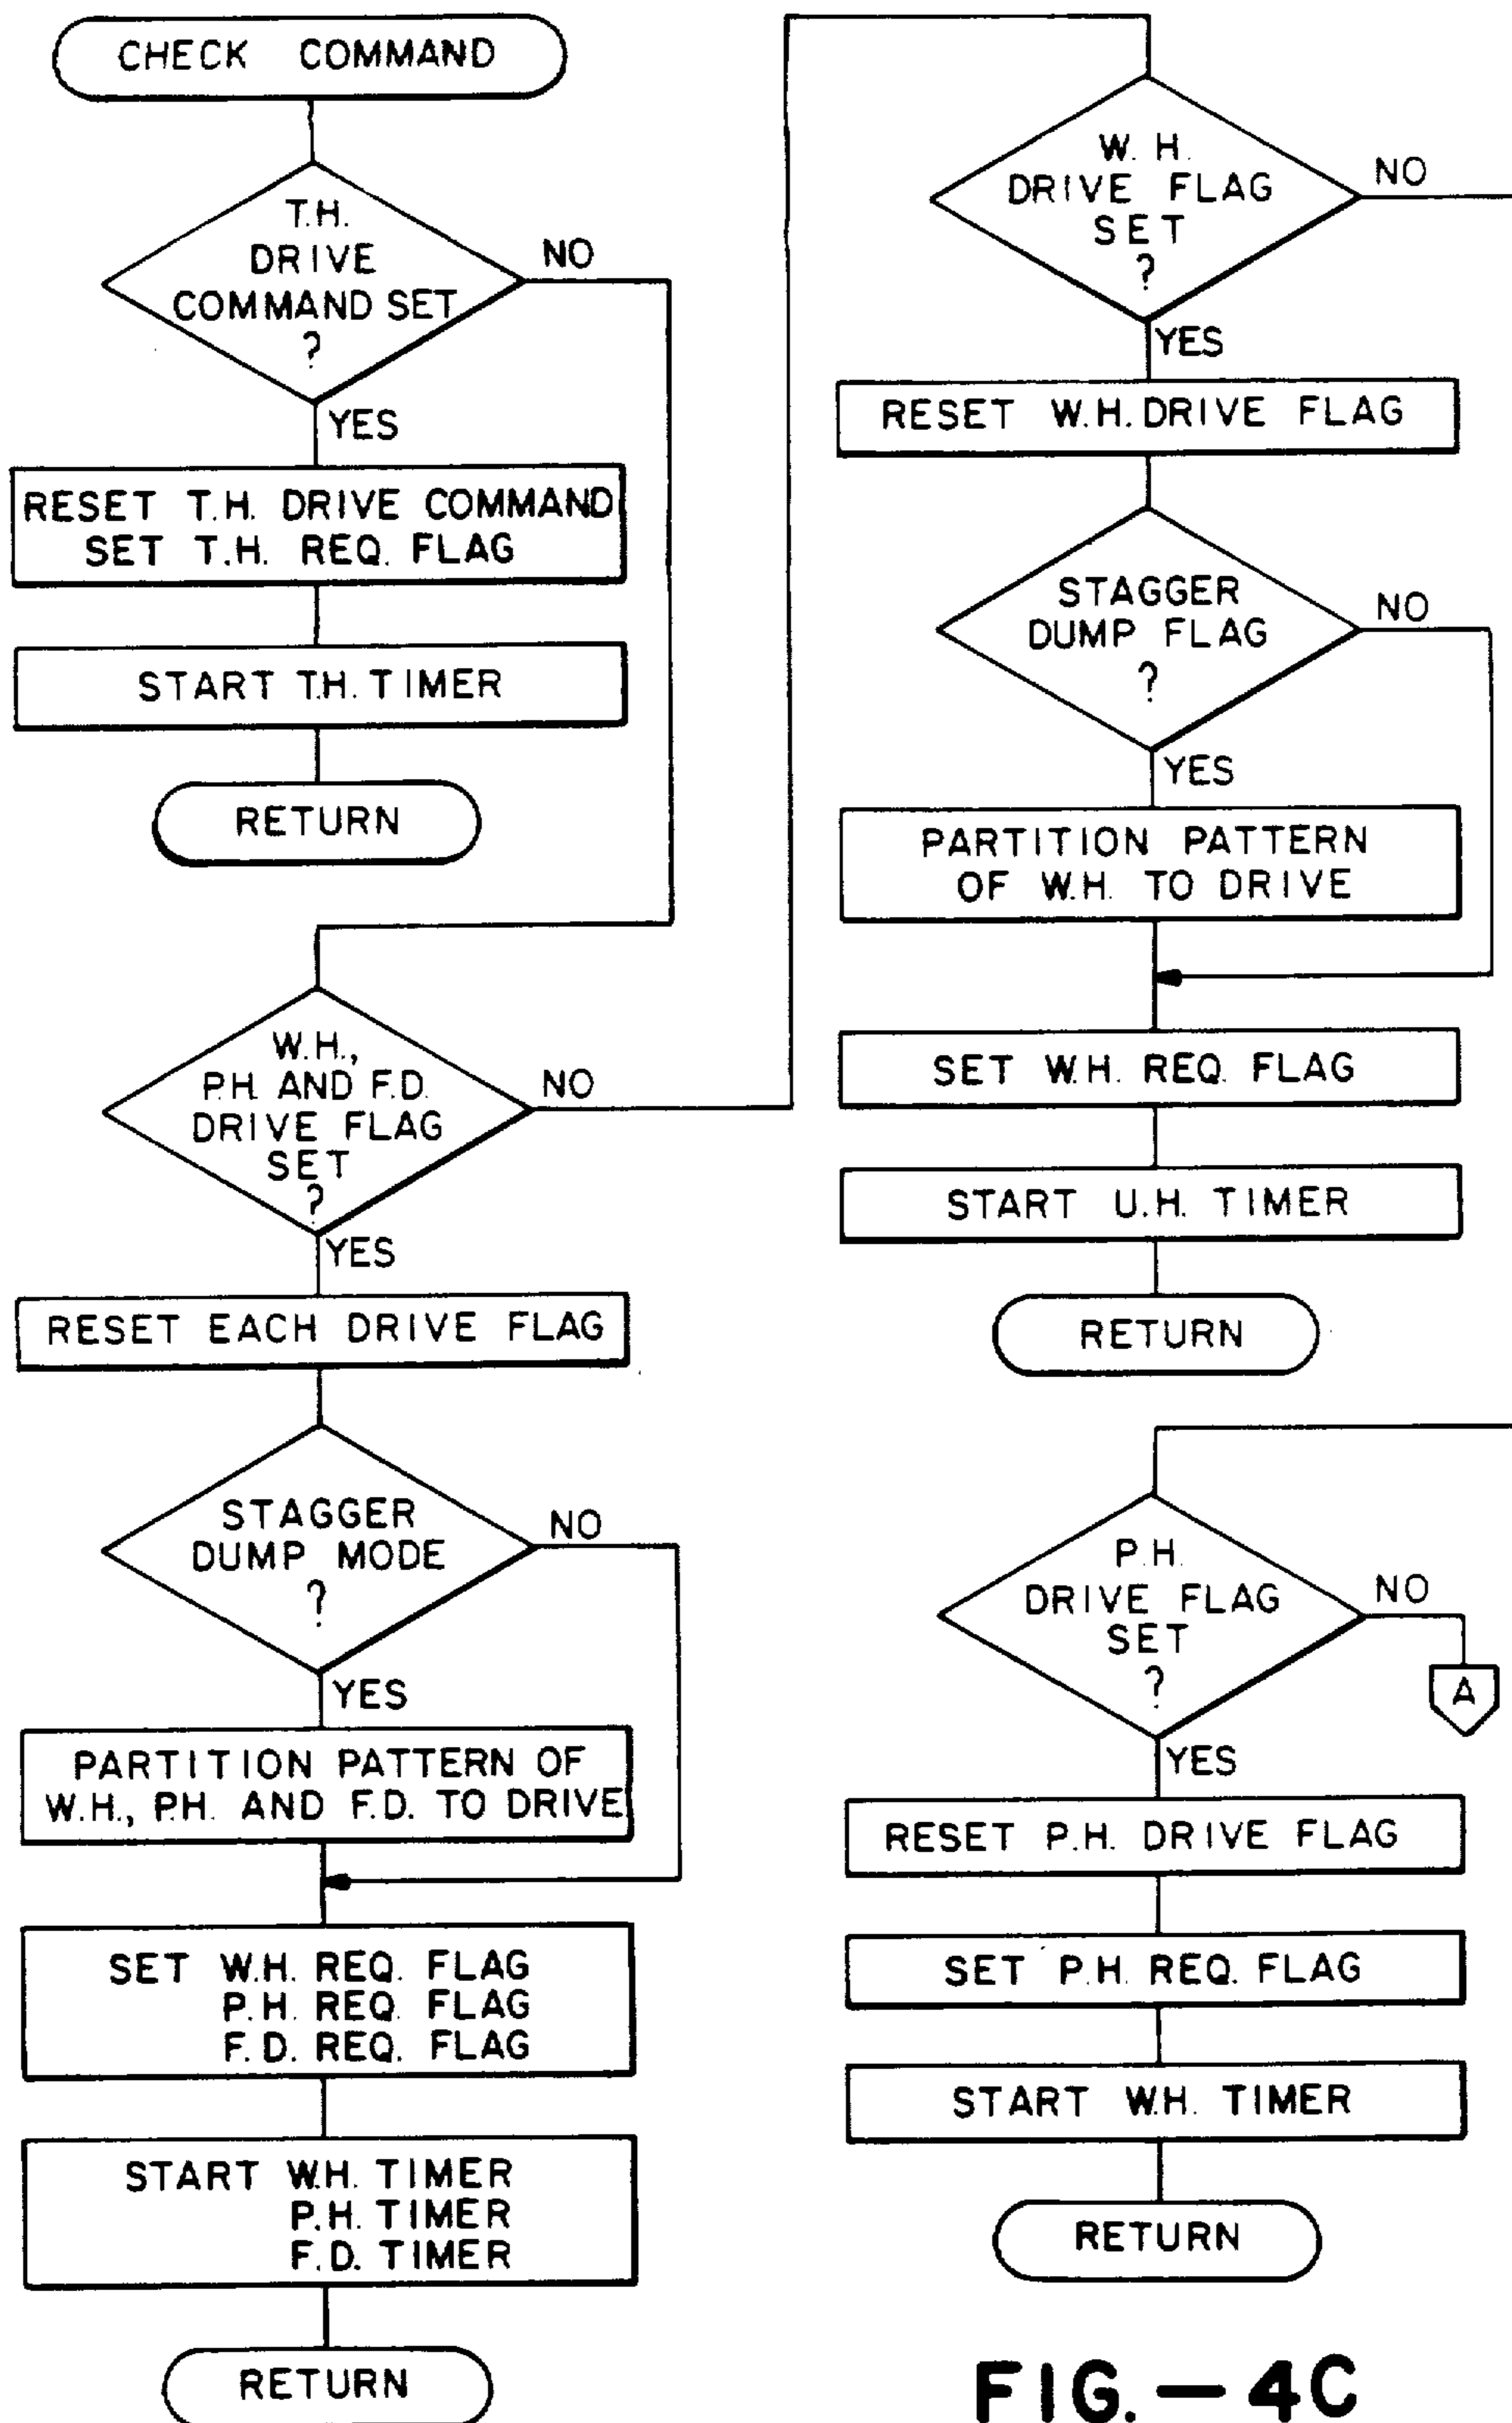 CHECK COMMAND
T.H.
DRIVE
COMMAND SET
?
NO
YES
RESET T.H. DRIVE COMMAND
SET T.H. REQ. FLAG
START T.H. TIMER
RETURN
W.H.,
P.H. AND F.D.
DRIVE FLAG
SET
?
NO
YES
RESET EACH DRIVE FLAG
STAGGER
DUMP MODE
?
NO
YES
PARTITION PATTERN OF
W.H., P.H. AND F.D. TO DRIVE
SET W.H. REQ. FLAG
P.H. REQ. FLAG
F.D. REQ. FLAG
START W.H. TIMER
P.H. TIMER
F.D. TIMER
RETURN
W. H.
DRIVE FLAG
SET
?
NO
YES
RESET W.H. DRIVE FLAG
STAGGER
DUMP FLAG
?
NO
YES
PARTITION PATTERN
OF W.H. TO DRIVE
SET W.H. REQ. FLAG
START U.H. TIMER
RETURN
P.H.
DRIVE FLAG
SET
?
NO
A
YES
RESET P.H. DRIVE FLAG
SET P.H. REQ. FLAG
START W.H. TIMER
RETURN
FIG.—4C